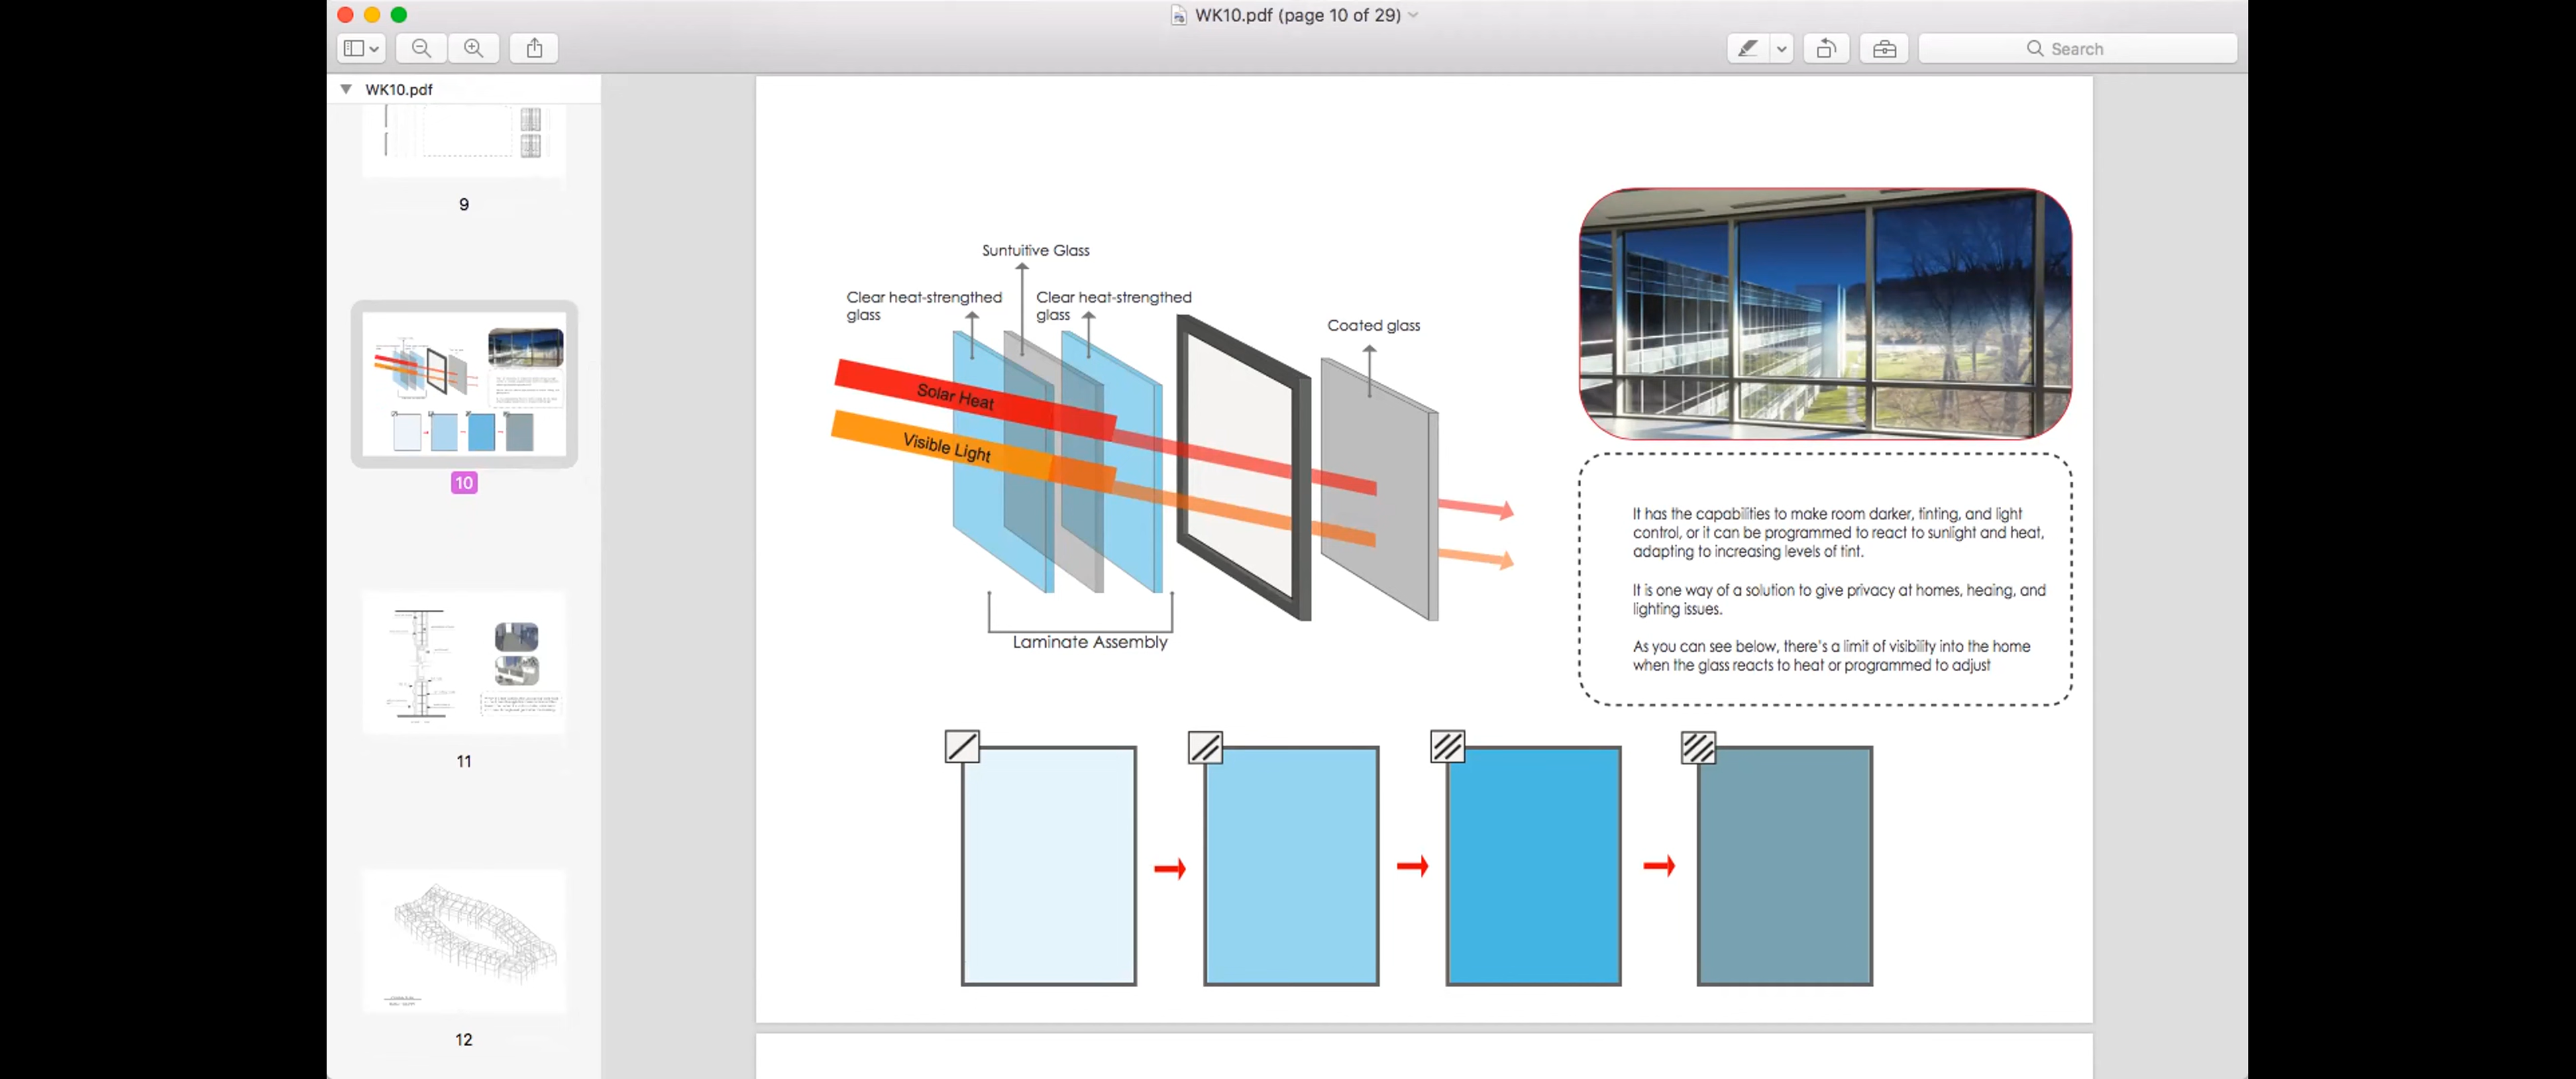 WK10.pdf (page 10 of 29)
Search
WK10.pdf
9
10
11
12
Suntuitive Glass
Clear heat-strengthed
glass
Clear heat-strengthed
glass
Coated glass
Solar Heat
Visible Light
Laminate Assembly
It has the capabilities to make room darker, tinting, and light
control, or it can be programmed to react to sunlight and heat,
adapting to increasing levels of tint.
It is one way of a solution to give privacy at homes, heaing, and
lighting issues.
As you can see below, there's a limit of visibility into the home
when the glass reacts to heat or programmed to adjust